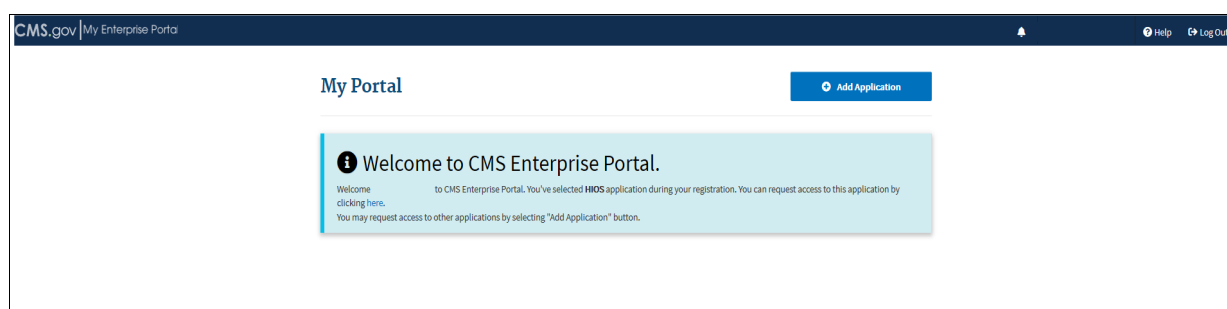 CMS.gov My Enterprise Portal
Help Log Out
My Portal
Add Application
Welcome to CMS Enterprise Portal.
Welcome to CMS Enterprise Portal. You've selected HIOS application during your registration. You can request access to this application by
clicking here.
You may request access to other applications by selecting "Add Application" button.